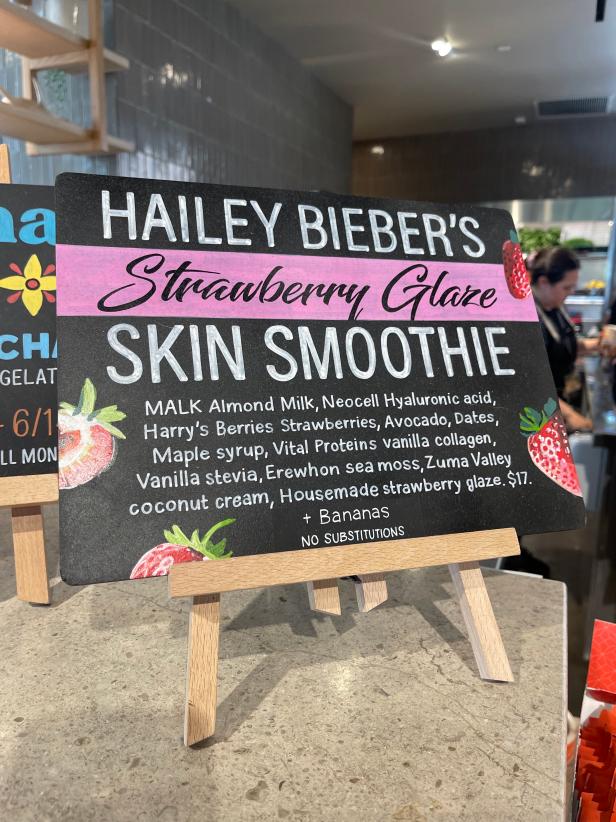 HAILEY BIEBER'S
Strawberry Glaze
SKIN SMOOTHIE
MALK Almond Milk, Neocell Hyaluronic acid,
Harry's Berries Strawberries, Avocado, Dates,
Maple syrup, Vital Proteins vanilla collagen,
Vanilla stevia, Erewhon sea moss, Zuma Valley
coconut cream, Housemade strawberry glaze. $17.
+ Bananas
NO SUBSTITUTIONS